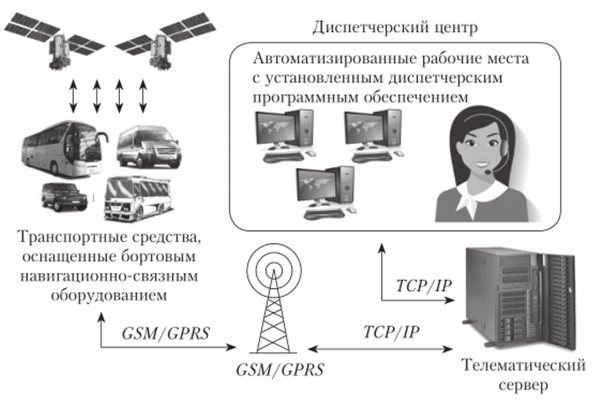 Диспетчерский центр
Автоматизированные рабочие места
с установленным диспетчерским
программным обеспечением
Транспортные средства,
оснащенные бортовым
навигационно-связным
оборудованием
TCP/IP
GSM/GPRS
TCP/IP
GSM/GPRS
Телематический
сервер